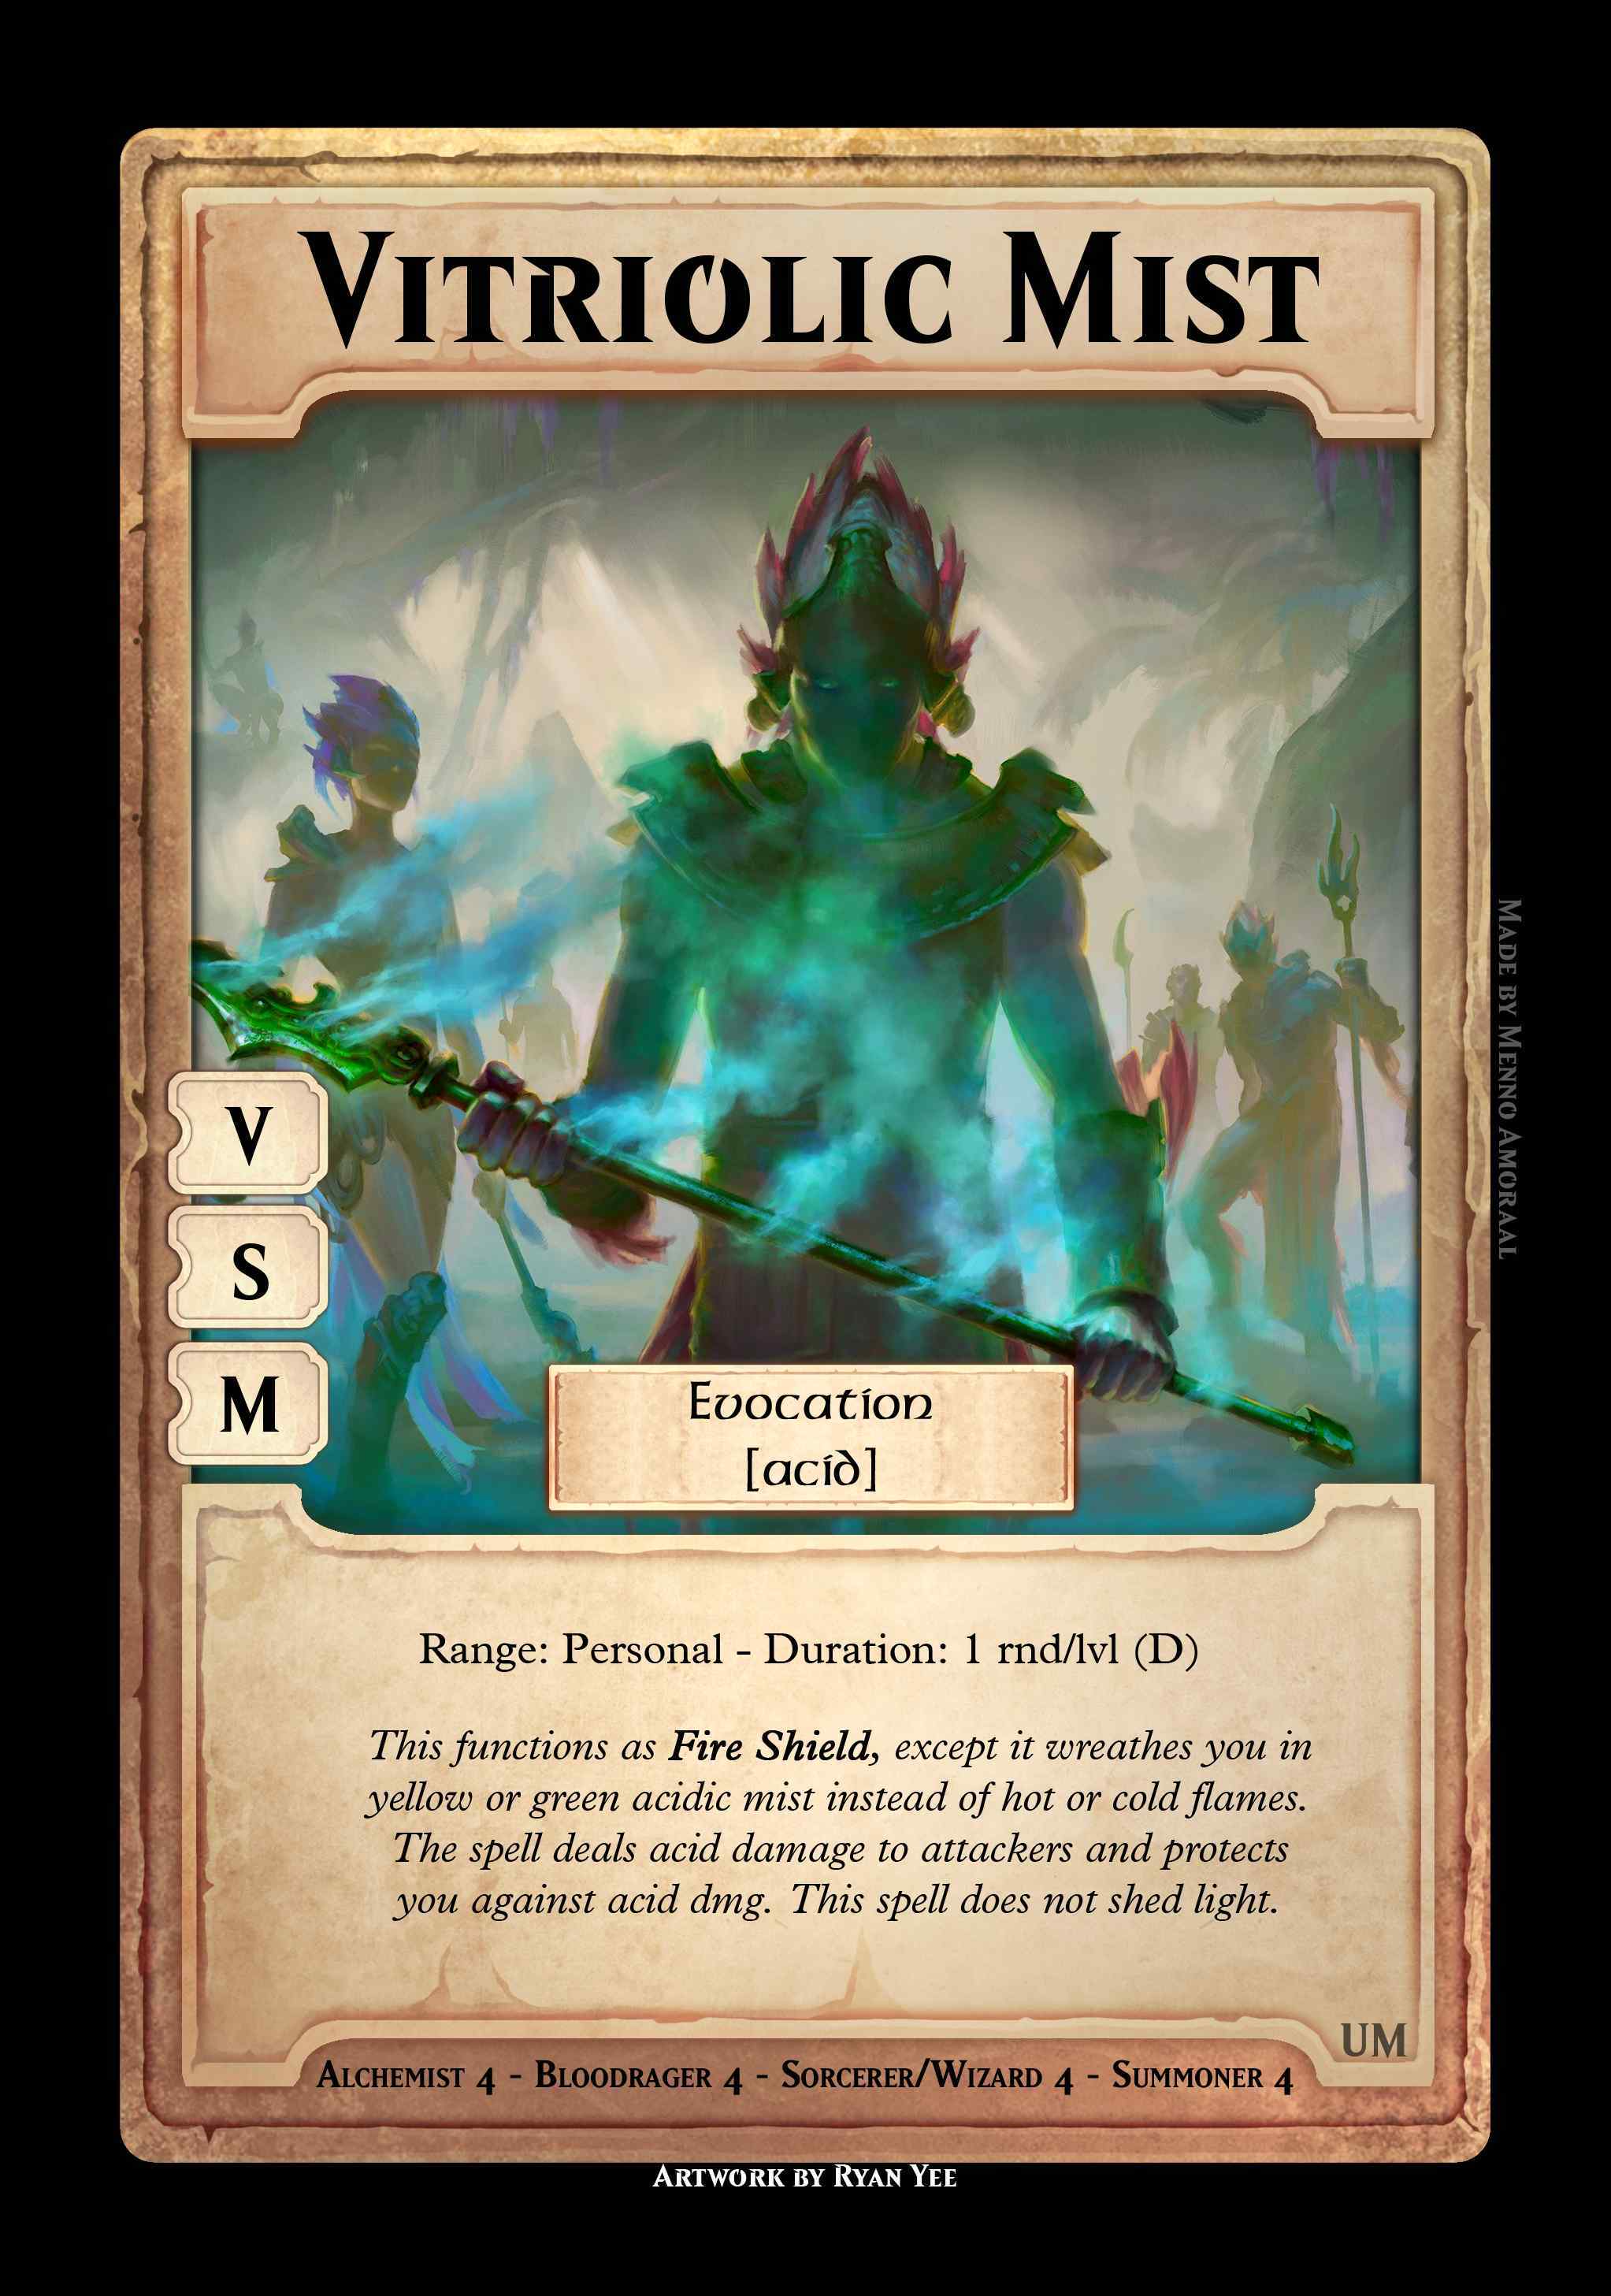 Vitriolic Mist
V
S
M
Evocation
[acid]
Range: Personal - Duration: 1 rnd/lvl (D)
This functions as Fire Shield, except it wreathes you in
yellow or green acidic mist instead of hot or cold flames.
The spell deals acid damage to attackers and protects
you against acid dmg. This spell does not shed light.
UM
Alchemist 4 - Bloodrager 4 - Sorcerer/Wizard 4 - Summoner 4
Artwork by Ryan Yee
Made by Menno Amoraal